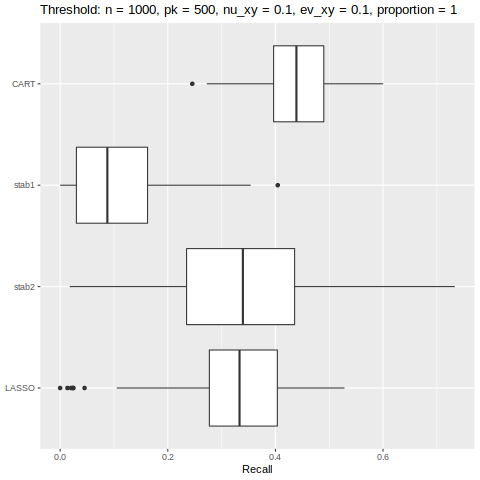 Threshold: n = 1000, pk = 500, nu_xy = 0.1, ev_xy = 0.1, proportion = 1
CART
stab1
stab2
LASSO
0.0 0.2 0.4 0.6
Recall